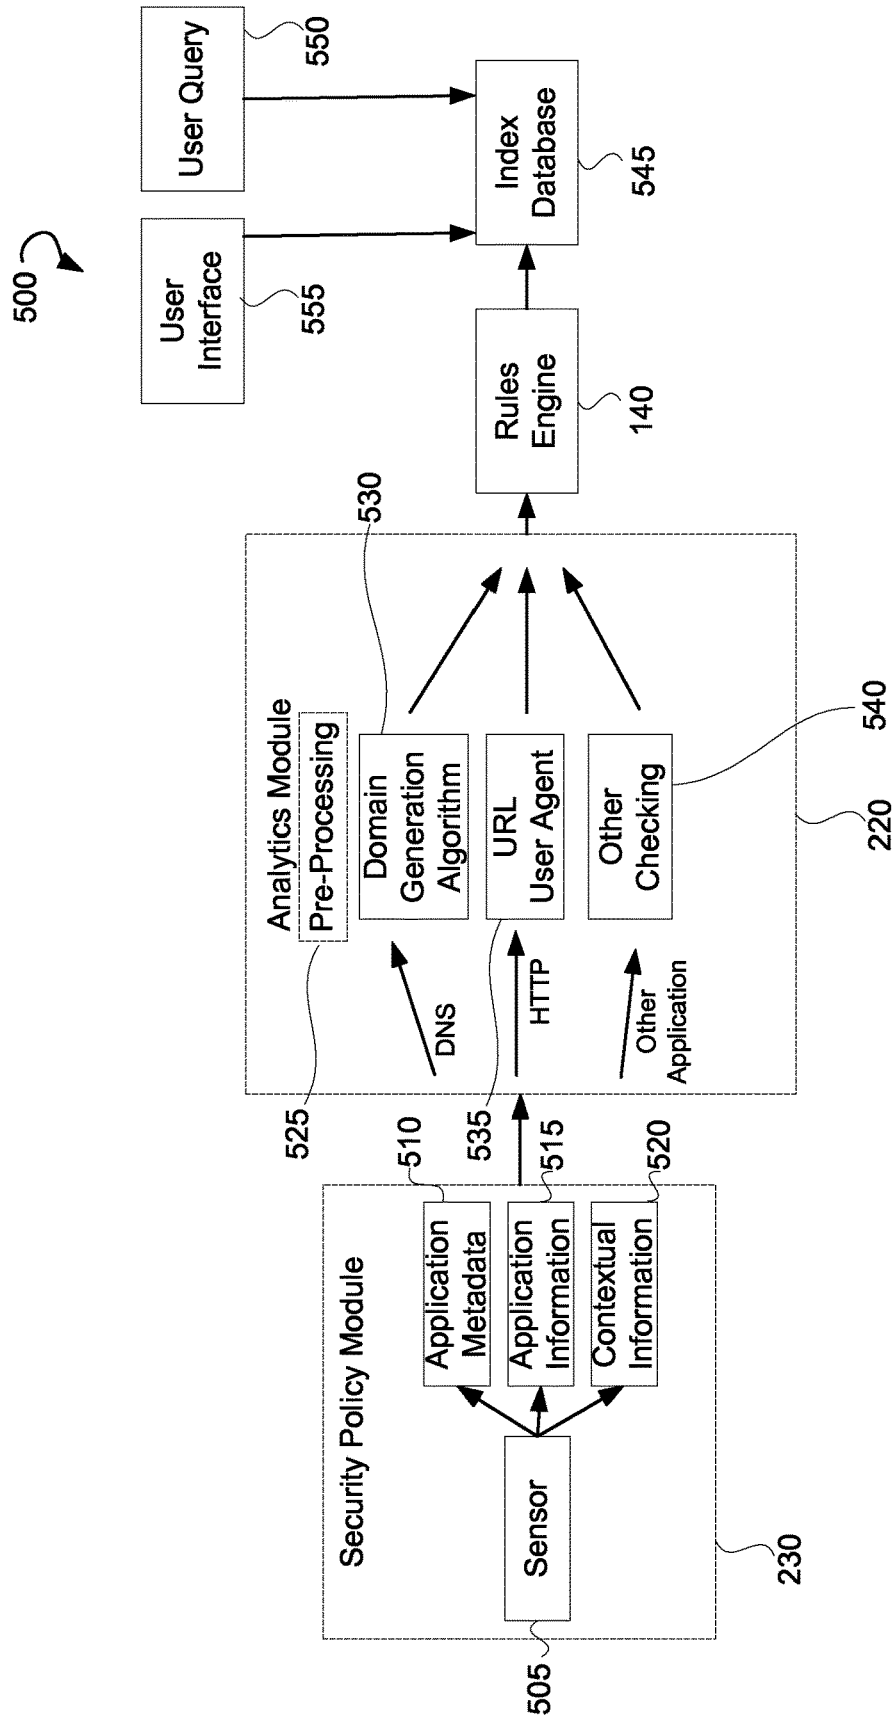 500
User Query
550
User
Interface
555
Index
Database
545
Rules
Engine
140
Analytics Module
Pre-Processing
525
Domain
Generation
Algorithm
530
URL
User Agent
535
Other
Checking
540
DNS
HTTP
Other
Application
220
Security Policy Module
Application
Metadata
510
Application
Information
515
Contextual
Information
520
Sensor
505
230